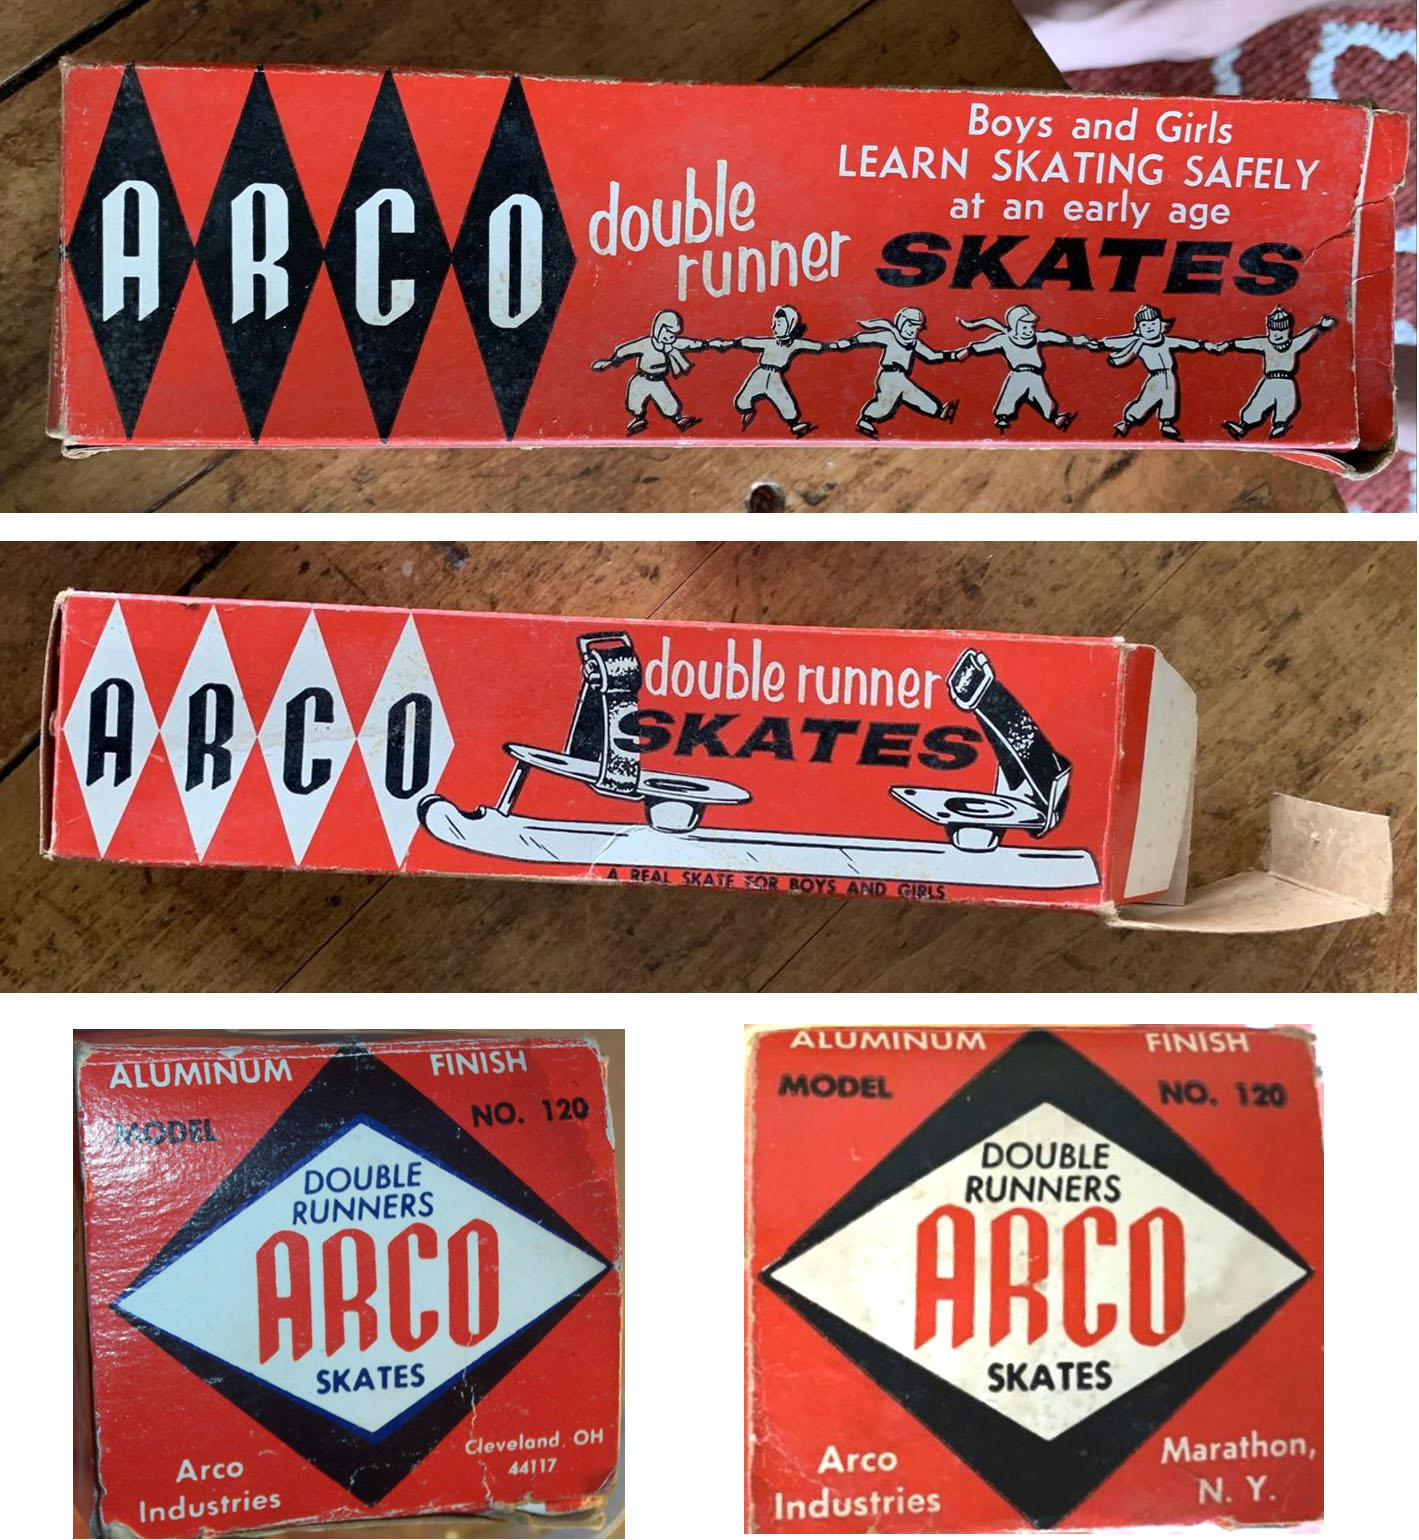 ARCO
double
runner
Boys and Girls
LEARN SKATING SAFELY
at an early age
SKATES
ARCO
double runner
SKATES
A REAL SKATE FOR BOYS AND GIRLS
ALUMINUM FINISH
MODEL NO. 120
DOUBLE
RUNNERS
ARCO
SKATES
Arco
Industries
Cleveland, OH
44117
ALUMINUM FINISH
MODEL NO. 120
DOUBLE
RUNNERS
ARCO
SKATES
Arco
Industries
Marathon,
N. Y.